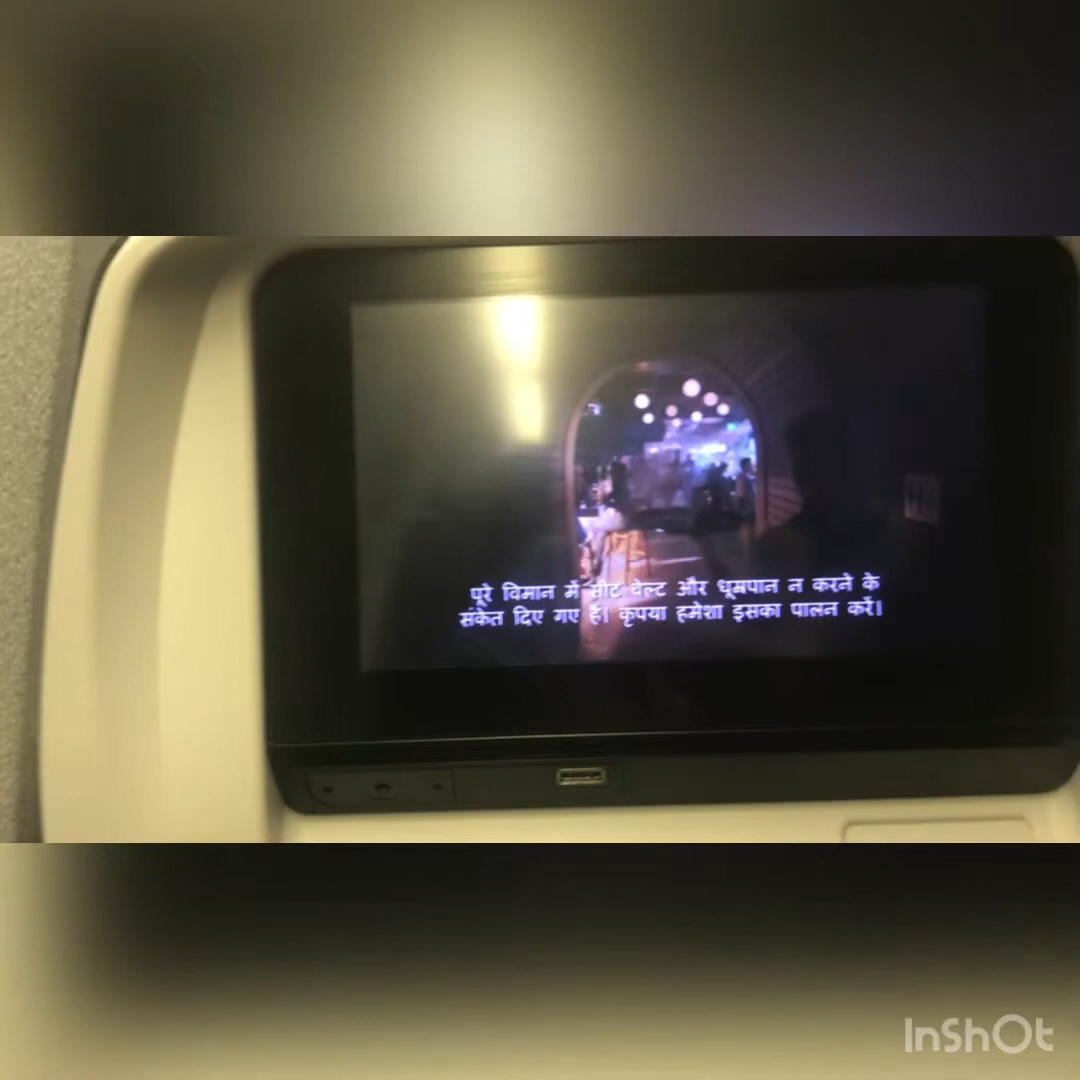 पूरे विमान में सीट वेल्ट और धूम्रपान न करने के
संकेत दिए गए है। कृपया हमेशा इसका पालन करें।
InShOt